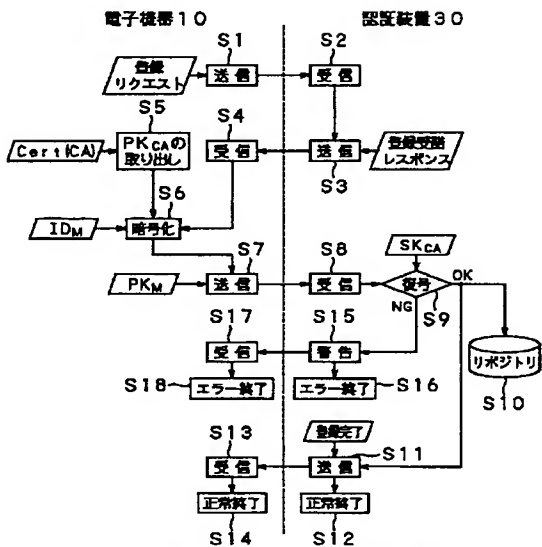 電子機器10
認証装置30
S1
S2
登録
リクエスト
送信
受信
S5
S4
Cert(CA)
PKCAの
取り出し
受信
送信
登録受諾
レスポンス
S3
S6
IDM
暗号化
S7
S8
SKCA
PKM
送信
受信
復号
OK
NG
S9
S17
S15
受信
警告
リポジトリ
S18
エラー終了
エラー終了
S16
S10
S13
登録完了
S11
受信
送信
正常終了
正常終了
S14
S12